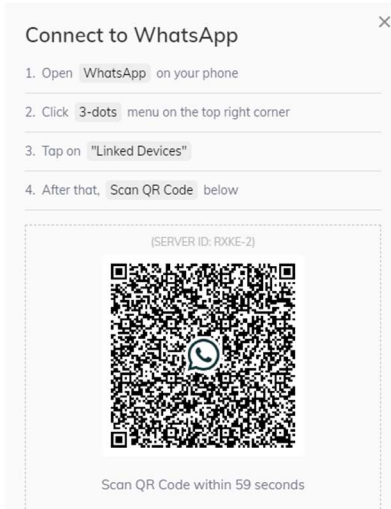 Connect to WhatsApp
1. Open WhatsApp on your phone
2. Click 3-dots menu on the top right corner
3. Tap on "Linked Devices"
4. After that, Scan QR Code below
(SERVER ID: RXKE-2)
Scan QR Code within 59 seconds